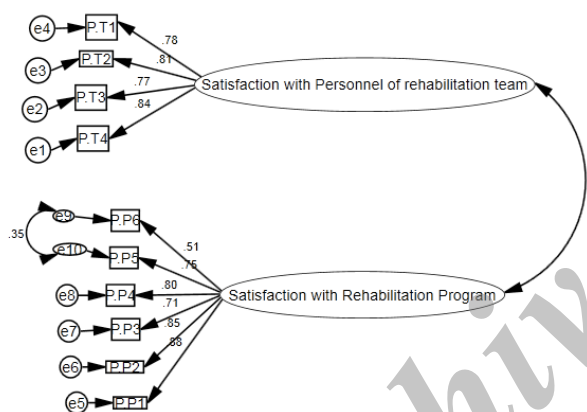 e4 P.T1 .78
e3 P.T2 .81
e2 P.T3 .77
e1 P.T4 .84
Satisfaction with Personnel of rehabilitation team
e9 P.P6 .51
.35
e10 P.P5 .75
e8 P.P4 .80
e7 P.P3 .71
e6 P.P2 .85
e5 P.P1 .88
Satisfaction with Rehabilitation Program
hiv